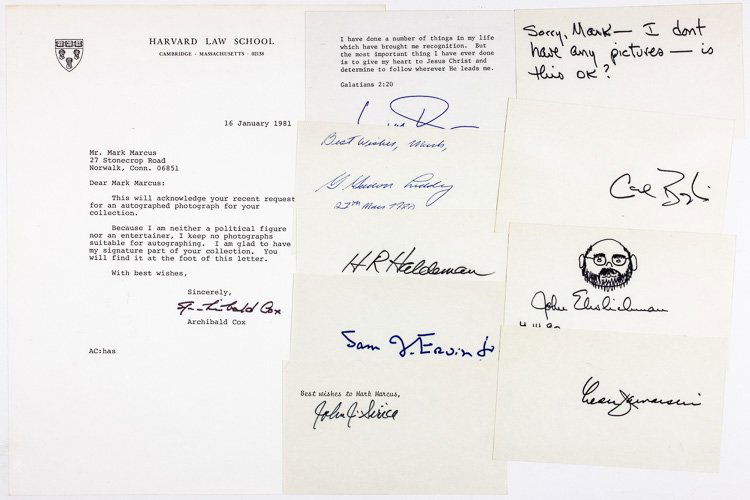 HARVARD LAW SCHOOL
CAMBRIDGE · MASSACHUSETTS · 02138
16 January 1981
Mr. Mark Marcus
27 Stonecrop Road
Norwalk, Conn. 06851
Dear Mark Marcus:
This will acknowledge your recent request
for an autographed photograph for your
collection.
Because I am neither a political figure
nor an entertainer, I keep no photographs
suitable for autographing. I am glad to have
my signature part of your collection. You
will find it at the foot of this letter.
With best wishes,
Sincerely,
Archibald Cox
Archibald Cox
AC:has
I have done a number of things in my life
which have brought me recognition. But
the most important thing I have ever done
is to give my heart to Jesus Christ and
determine to follow wherever He leads me.
Galatians 2:20
Best Wishes, Mark,
G Gordon Liddy
H R Haldeman
Sam J. Ervin Jr
Best wishes to Mark Marcus,
John J. Sirica
Sorry, Mark — I dont
have any pictures — is
this OK?
John Ehrlichman
Leon Jaworski